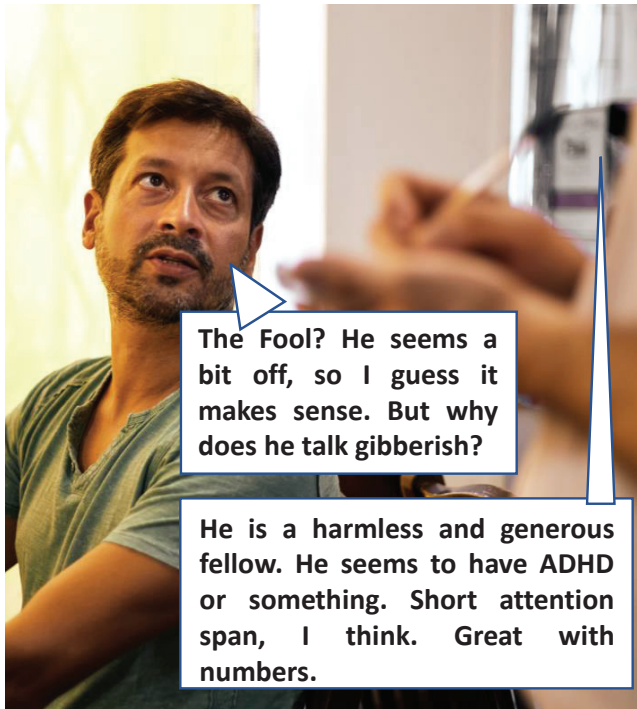 The Fool? He seems a
bit off, so I guess it
makes sense. But why
does he talk gibberish?
He is a harmless and generous
fellow. He seems to have ADHD
or something. Short attention
span, I think. Great with
numbers.